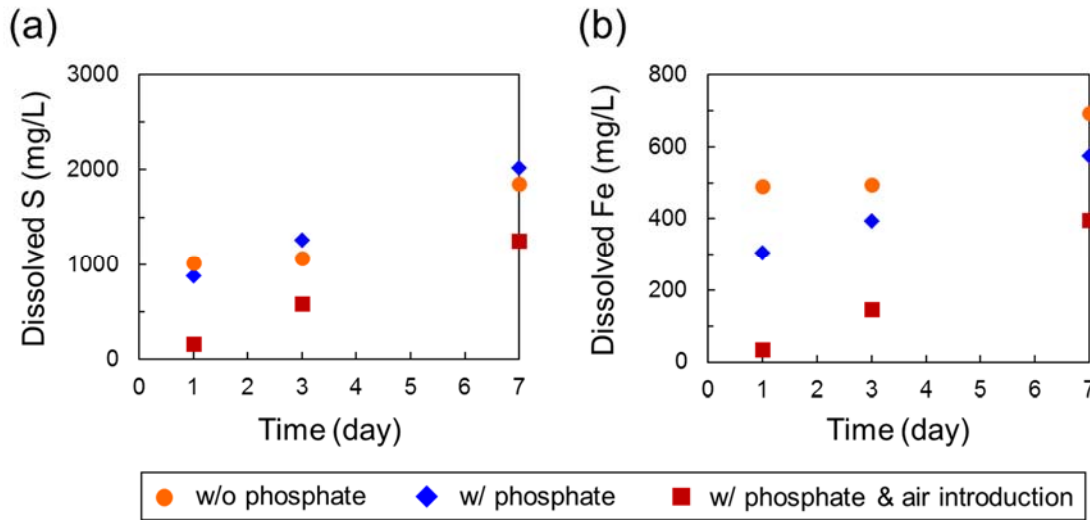 (a)
Dissolved S (mg/L)
3000
2000
1000
0
0 1 2 3 4 5 6 7
Time (day)
(b)
Dissolved Fe (mg/L)
800
600
400
200
0
0 1 2 3 4 5 6 7
Time (day)
w/o phosphate w/ phosphate w/ phosphate & air introduction